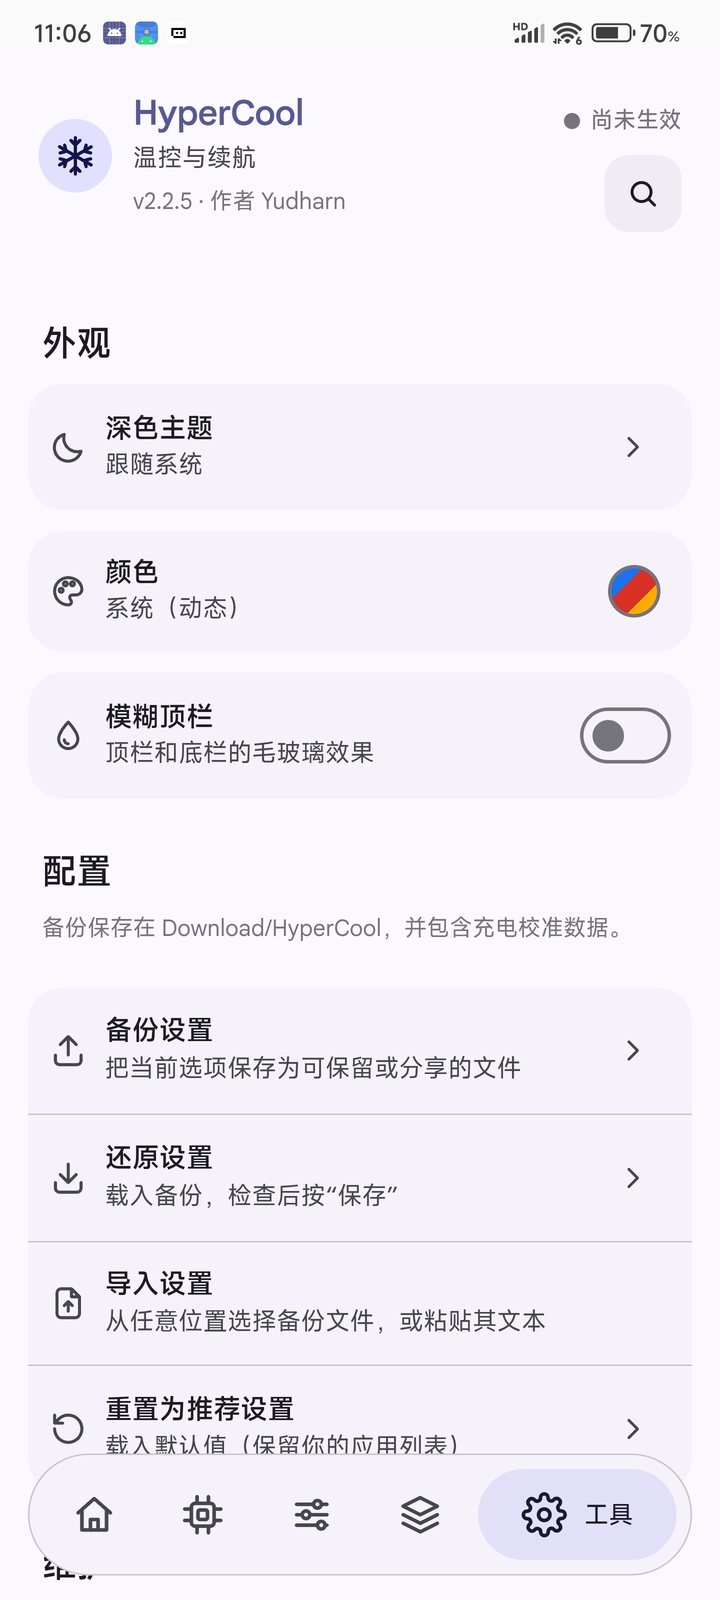 11:06
HD
6
70%
HyperCool
尚未生效
温控与续航
v2.2.5 · 作者 Yudharn
外观
深色主题
跟随系统
颜色
系统（动态）
模糊顶栏
顶栏和底栏的毛玻璃效果
配置
备份保存在 Download/HyperCool，并包含充电校准数据。
备份设置
把当前选项保存为可保留或分享的文件
还原设置
载入备份，检查后按“保存”
导入设置
从任意位置选择备份文件，或粘贴其文本
重置为推荐设置
载入默认值（保留你的应用列表）
工具